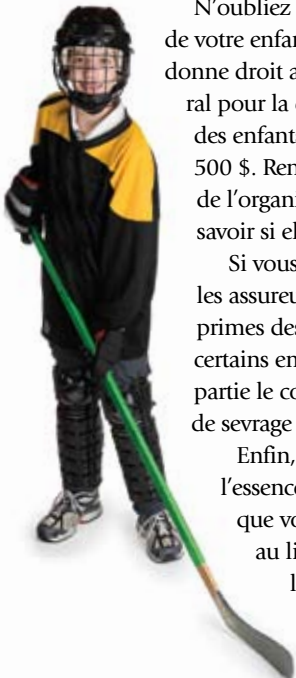 N’oubliez
de votre enfan
donne droit a
ral pour la
des enfants
500 $. Ren
de l’organi
savoir si el
Si vous
les assureu
primes des
certains en
partie le co
de sevrage
Enfin,
l’essence
que vo
au li
l